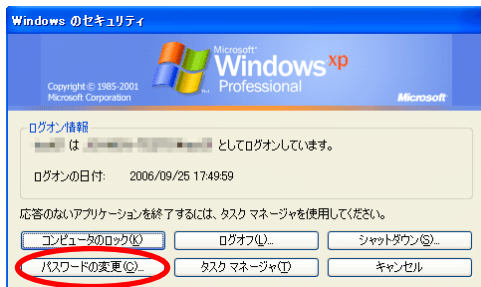 Windows のセキュリティ
Microsoft
Windows xp
Professional
Copyright © 1985-2001
Microsoft Corporation
Microsoft
ログオン情報
は としてログオンしています。
ログオンの日付: 2006/09/25 17:49:59
応答のないアプリケーションを終了するには、タスク マネージャを使用してください。
コンピュータのロック(K) ログオフ(L)... シャットダウン(S)...
パスワードの変更(C)... タスク マネージャ(T) キャンセル